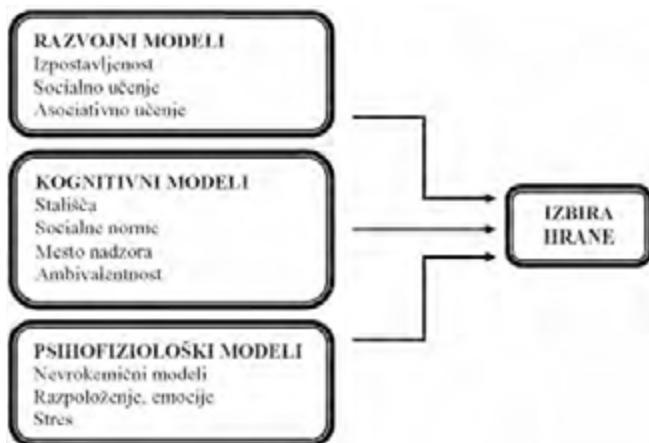 RAZVOJNI MODELI
Izpostavljenost
Socialno učenje
Asociativno učenje
KOGNITIVNI MODELI
Stališča
Socialne norme
Mesto nadzora
Ambivalentnost
PSIHOFIZIOLOŠKI MODELI
Nevrokemični modeli
Razpoloženje, emocije
Stres
IZBIRA
HRANE